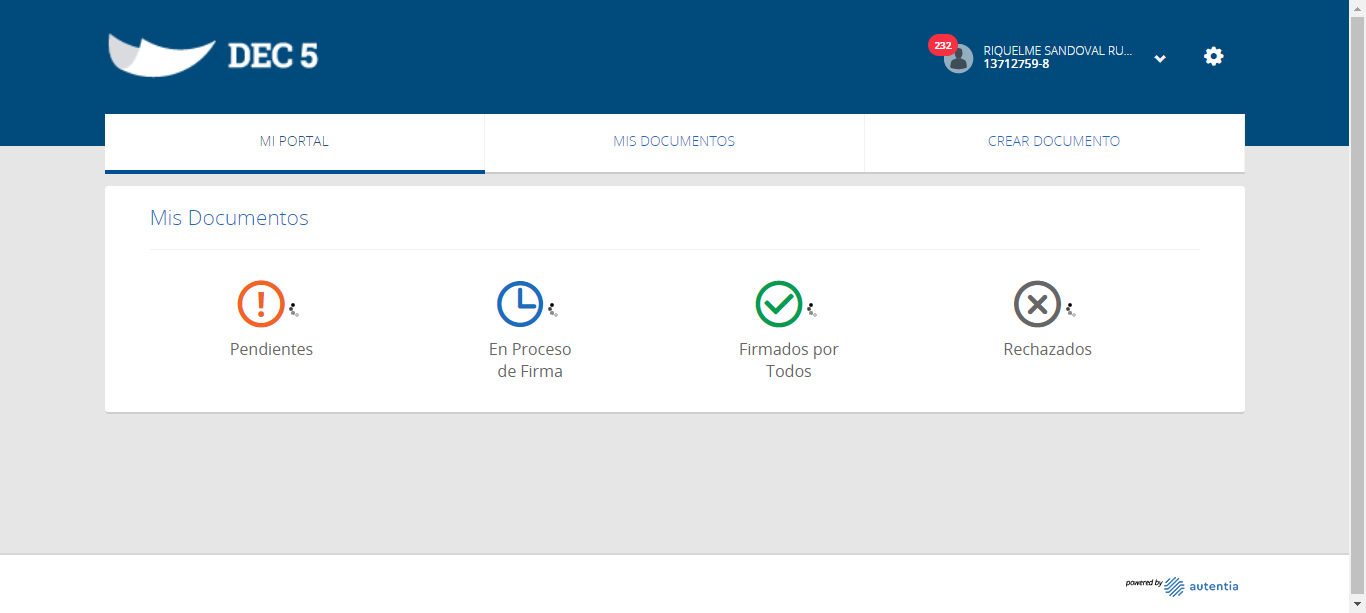 DEC 5
232
RIQUELME SANDOVAL RU...
13712759-8
MI PORTAL
MIS DOCUMENTOS
CREAR DOCUMENTO
Mis Documentos
Pendientes
En Proceso
de Firma
Firmados por
Todos
Rechazados
powered by autentia